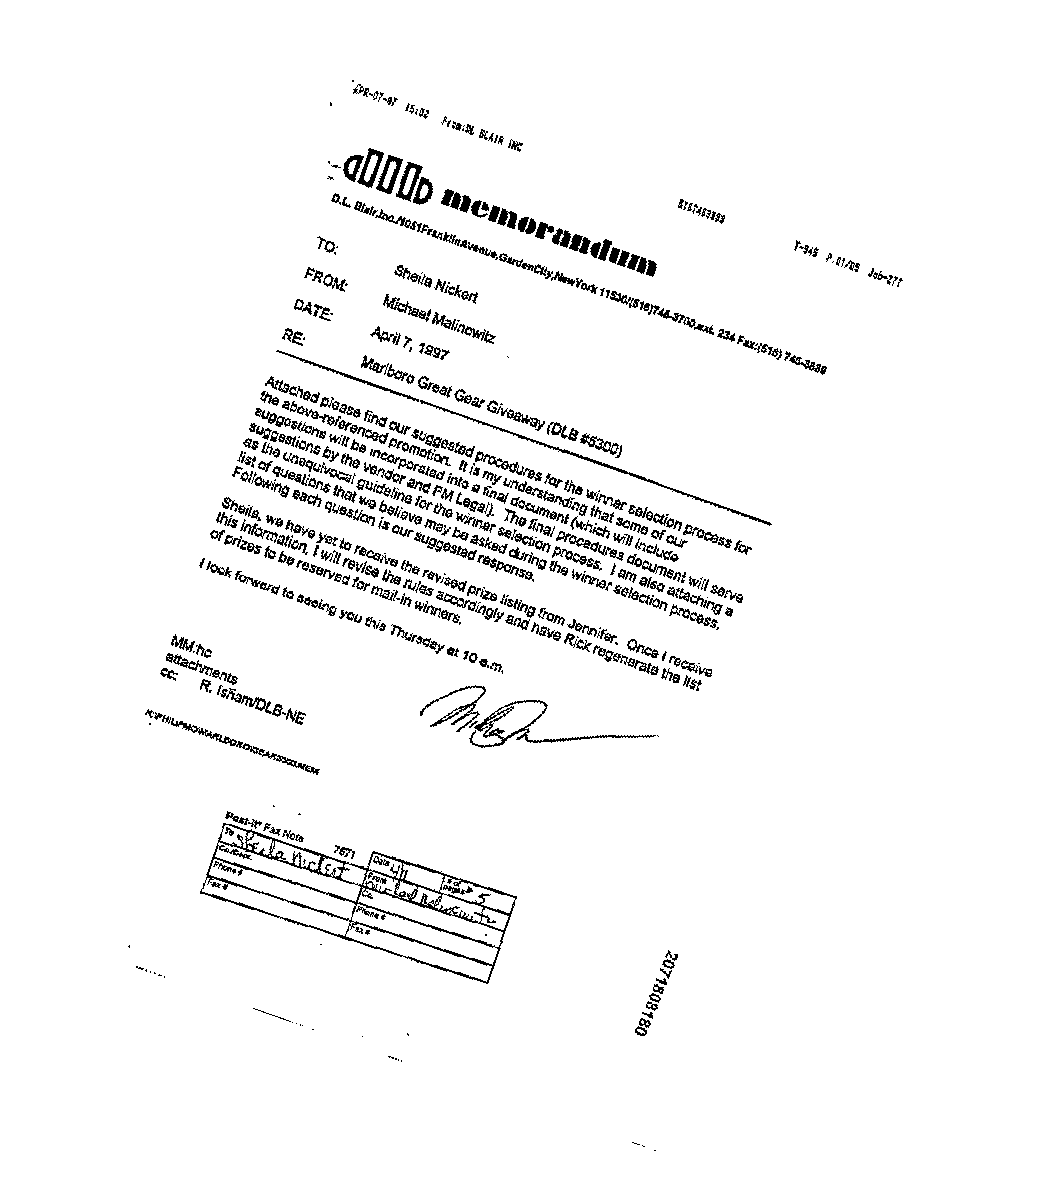 APR-07-97 15:02 From:DL BLAIR INC
5167463889
T-945 P.01/05 Job-277
memorandum
D.L. Blair,Inc./1051FranklinAvenue,GardenCity,NewYork 11530/(516)746-3700,ext. 234 Fax:(516) 746-3889
TO: Sheila Nickert
FROM: Michael Malinowitz
DATE: April 7, 1997
RE: Marlboro Great Gear Giveaway (DLB #5300)
Attached please find our suggested procedures for the winner selection process for
the above-referenced promotion. It is my understanding that some of our
suggestions will be incorporated into a final document (which will include
suggestions by the vendor and PM Legal). The final procedures document will serve
as the unequivocal guideline for the winner selection process. I am also attaching a
list of questions that we believe may be asked during the winner selection process.
Following each question is our suggested response.
Sheila, we have yet to receive the revised prize listing from Jennifer. Once I receive
this information, I will revise the rules accordingly and have Rick regenerate the list
of prizes to be reserved for mail-in winners.
I look forward to seeing you this Thursday at 10 a.m.
MM:hc
attachments
cc: R. Isham/DLB-NE
Post-it® Fax Note 7671
To Sheila Nickert
Date 4/7
# of pages 5
From Michael Malinowitz
Co./Dept.
Co.
Phone #
Phone #
Fax #
Fax #
2071803180